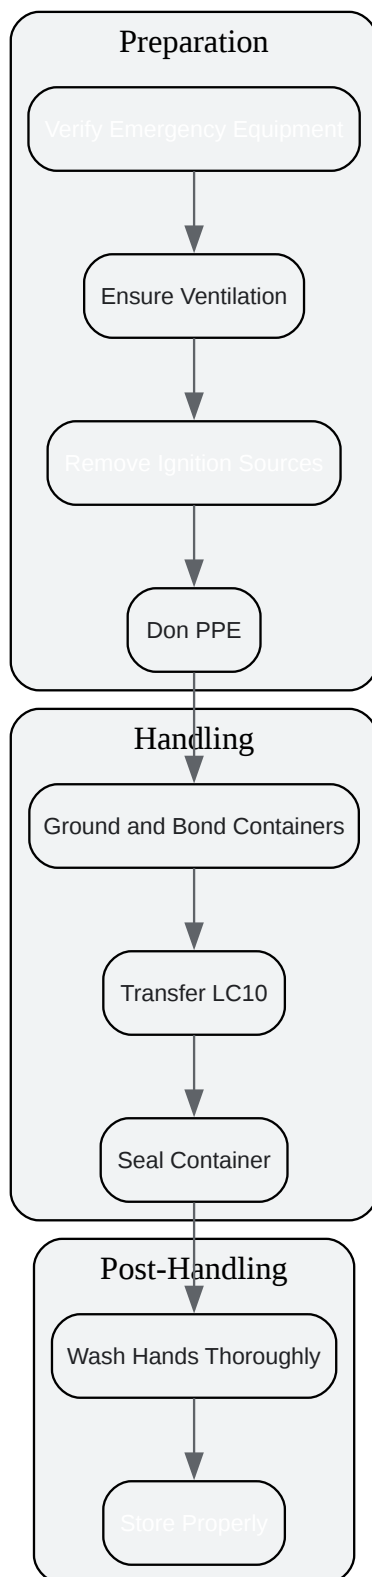 Preparation
Verify Emergency Equipment
Ensure Ventilation
Remove Ignition Sources
Don PPE
Handling
Ground and Bond Containers
Transfer LC10
Seal Container
Post-Handling
Wash Hands Thoroughly
Store Properly